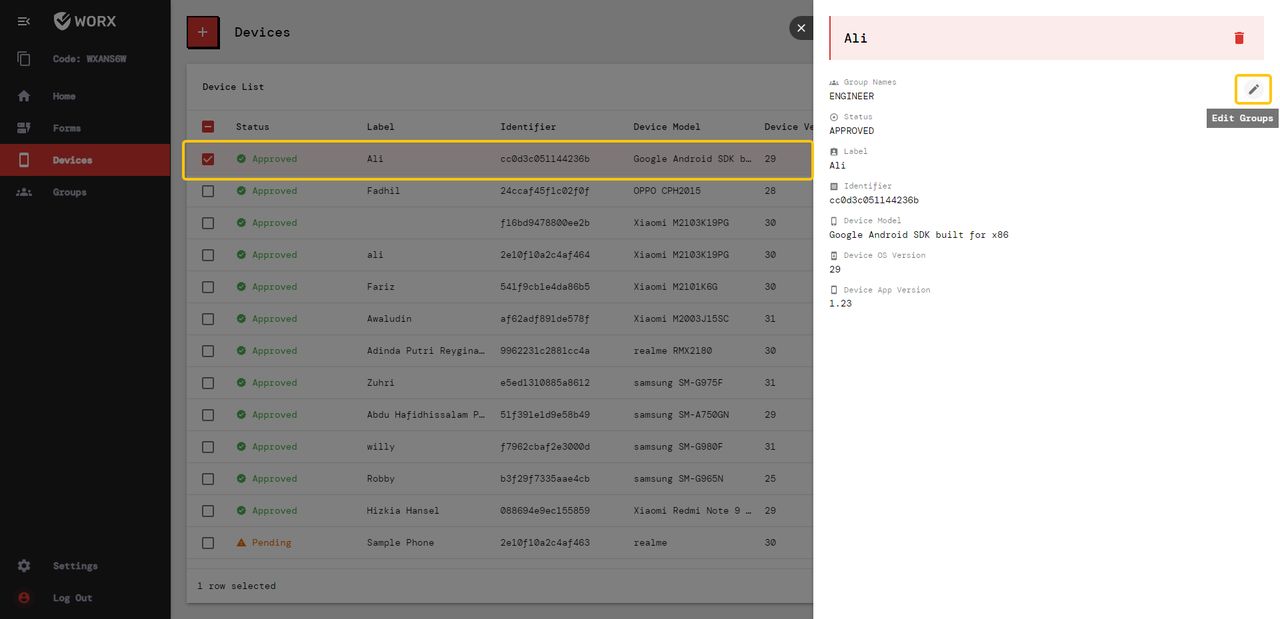 WORX
Code: WXANS6W
Home
Forms
Devices
Groups
Settings
Log Out
+ Devices
Device List
Status Label Identifier Device Model Device Ve
Approved Ali cc0d3c051144236b Google Android SDK b… 29
Approved Fadhil 24ccaf45f1c02f0f OPPO CPH2015 28
Approved f16bd9478800ee2b Xiaomi M2103K19PG 30
Approved ali 2e10f10a2c4af464 Xiaomi M2103K19PG 30
Approved Fariz 541f9cb1e4da86b5 Xiaomi M2101K6G 30
Approved Awaludin af62adf891de578f Xiaomi M2003J15SC 31
Approved Adinda Putri Reygina… 9962231c2881cc4a realme RMX2180 30
Approved Zuhri e5ed1310885a8612 samsung SM-G975F 31
Approved Abdu Hafidhissalam P… 51f391e1d9e58b49 samsung SM-A750GN 29
Approved willy f7962cbaf2e3000d samsung SM-G980F 31
Approved Robby b3f29f7335aae4cb samsung SM-G965N 25
Approved Hizkia Hansel 088694e9ec155859 Xiaomi Redmi Note 9 … 29
Pending Sample Phone 2e10f10a2c4af463 realme 30
1 row selected
Ali
Group Names
ENGINEER
Edit Groups
Status
APPROVED
Label
Ali
Identifier
cc0d3c051144236b
Device Model
Google Android SDK built for x86
Device OS Version
29
Device App Version
1.23